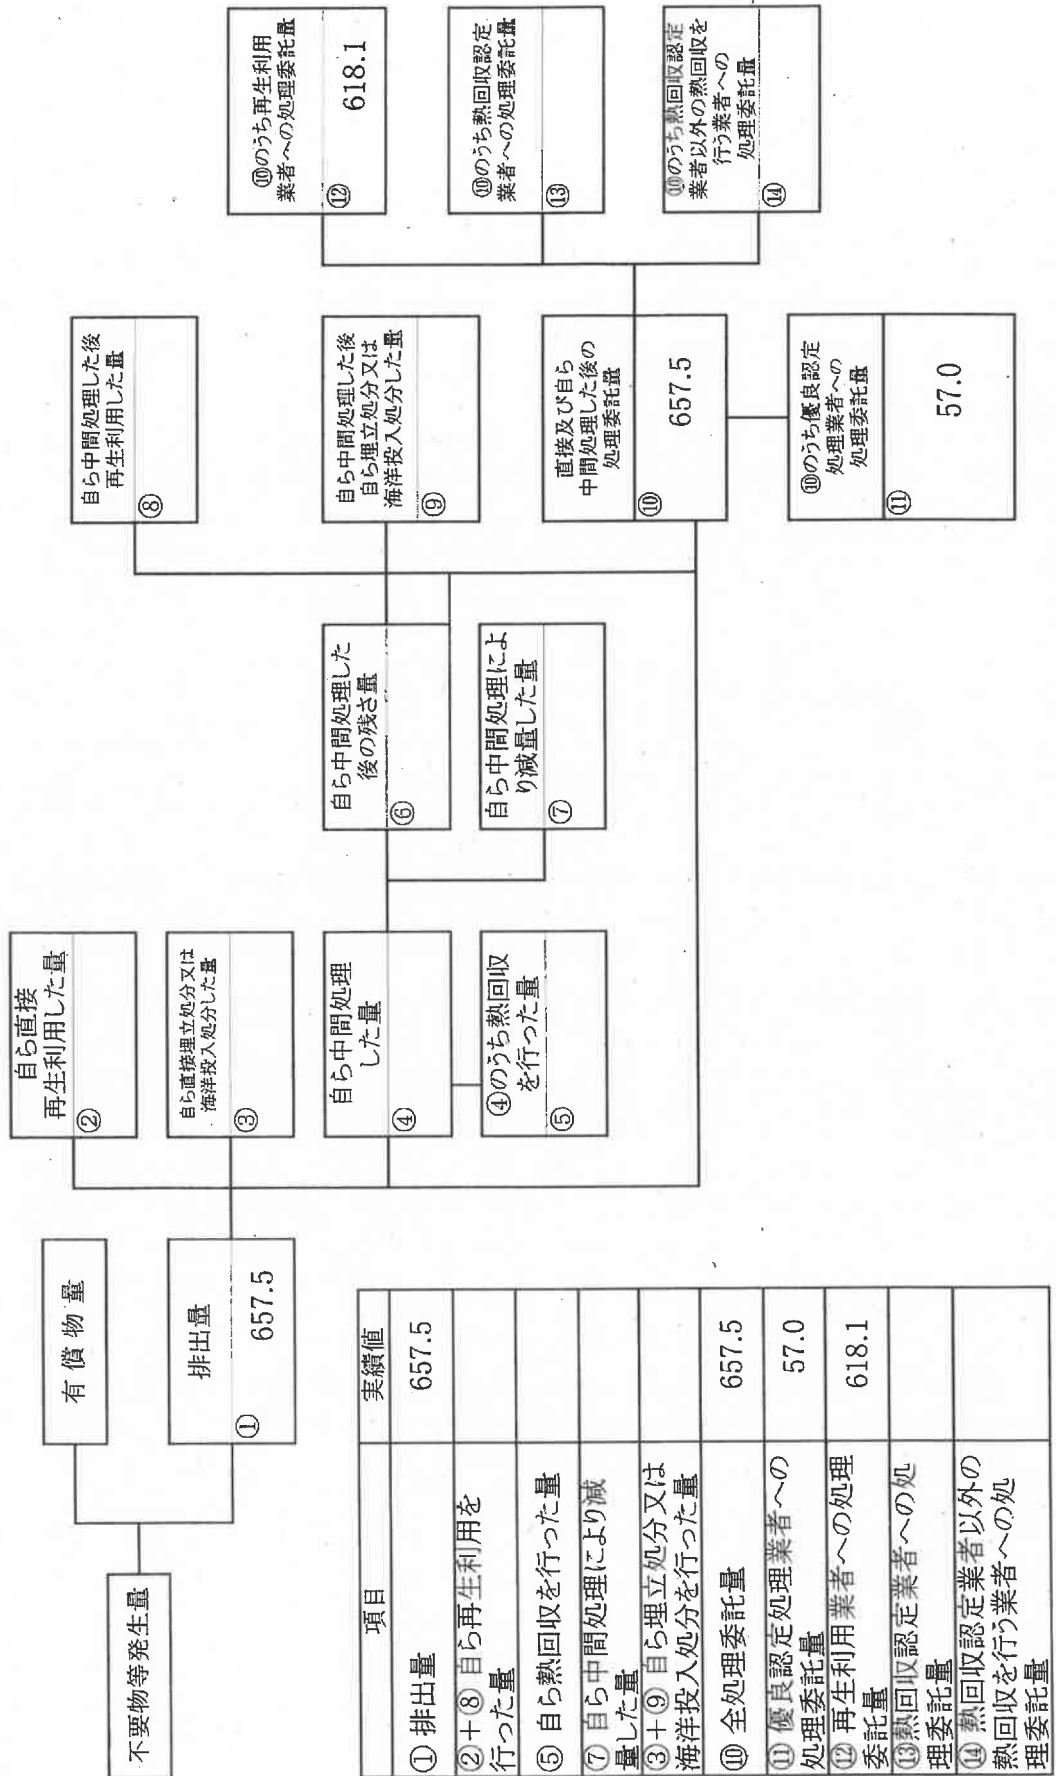 不要物等発生量
有償物量
排出量
①
657.5
自ら直接
再生利用した量
②
自ら直接埋立処分又は
海洋投入処分した量
③
自ら中間処理
した量
④
④のうち熱回収
を行った量
⑤
自ら中間処理した
後の残さ量
⑥
自ら中間処理によ
り減量した量
⑦
自ら中間処理した後
再生利用した量
⑧
自ら中間処理した後
自ら埋立処分又は
海洋投入処分した量
⑨
直接及び自ら
中間処理した後の
処理委託量
⑩
657.5
⑩のうち優良認定
処理業者への
処理委託量
⑪
57.0
⑩のうち再生利用
業者への処理委託量
⑫
618.1
⑩のうち熱回収認定
業者への処理委託量
⑬
⑩のうち熱回収認定
業者以外の熱回収を
行う業者への
処理委託量
⑭
項目 実績値
①排出量 657.5
②+⑧自ら再生利用を
行った量
⑤自ら熱回収を行った量
⑦自ら中間処理により減
量した量
③+⑨自ら埋立処分又は
海洋投入処分を行った量
⑩全処理委託量 657.5
⑪優良認定処理業者への
処理委託量 57.0
⑫再生利用業者への処理
委託量 618.1
⑬熱回収認定業者への処
理委託量
⑭熱回収認定業者以外の
熱回収を行う業者への処
理委託量